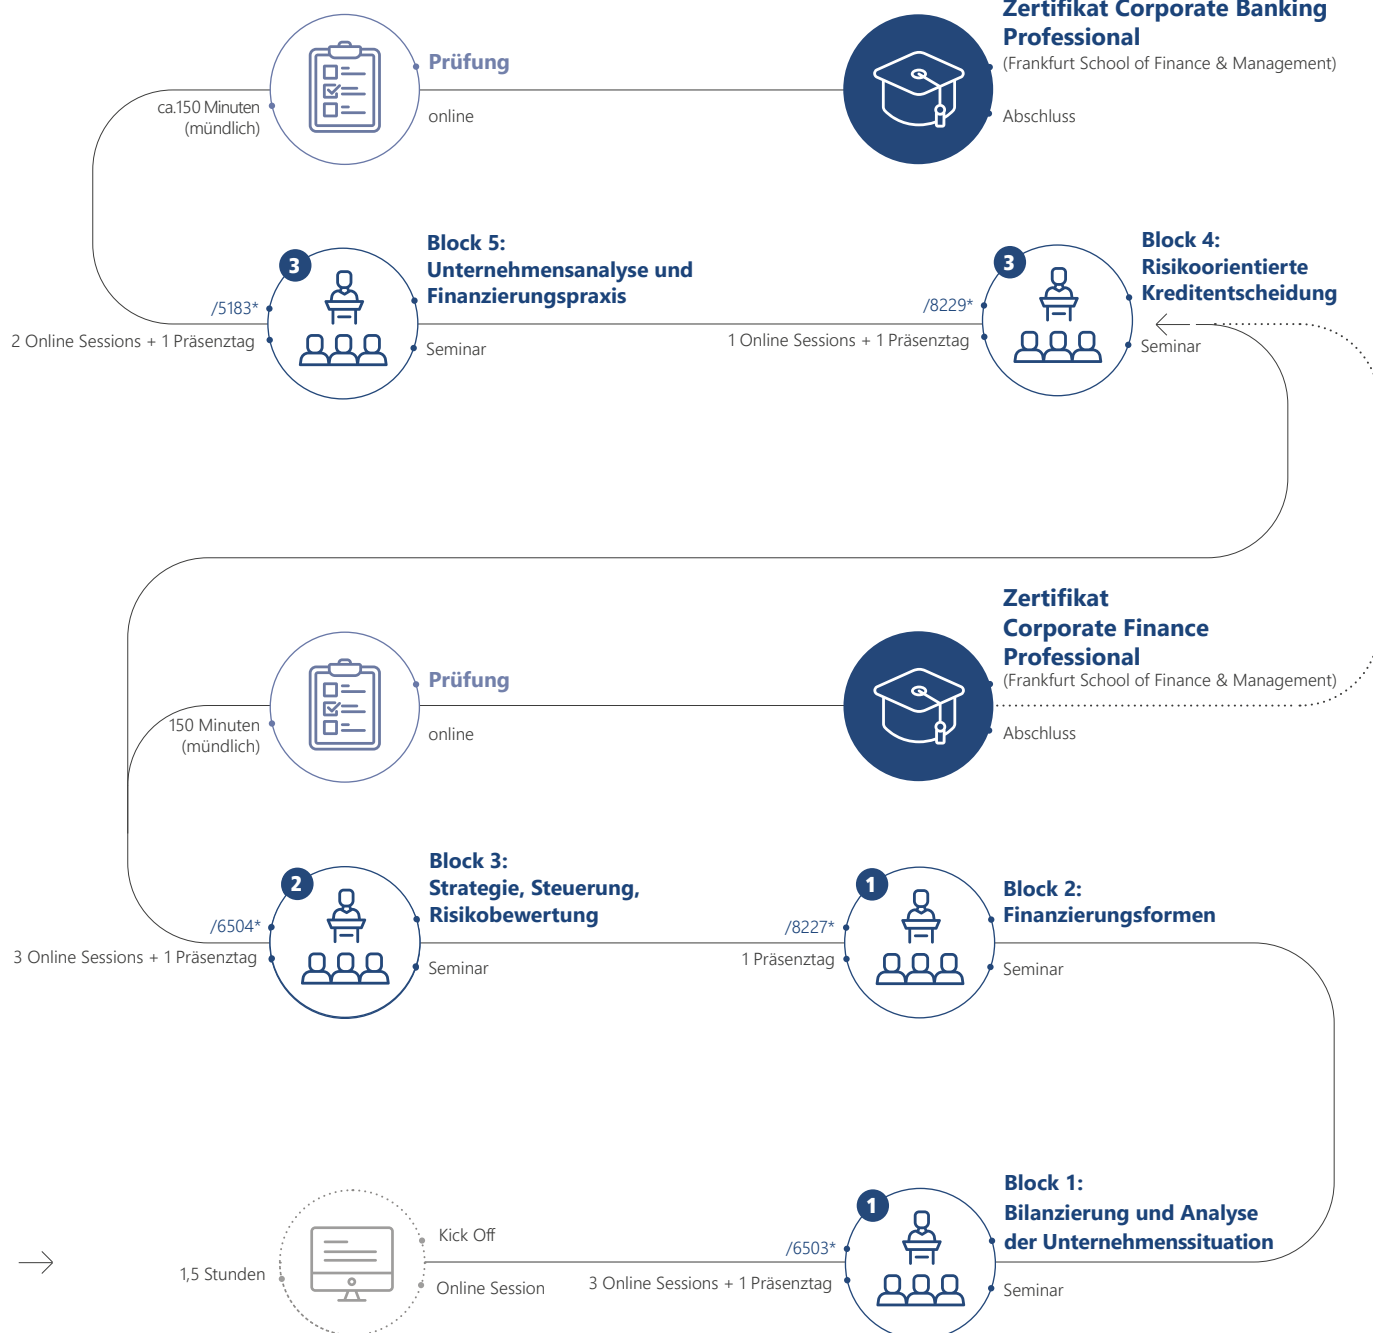 Zertifikat Corporate Banking
Professional
(Frankfurt School of Finance & Management)
Abschluss
Prüfung
online
ca.150 Minuten
(mündlich)
3
Block 5:
Unternehmensanalyse und
Finanzierungspraxis
/5183*
2 Online Sessions + 1 Präsenztag
Seminar
3
Block 4:
Risikoorientierte
Kreditentscheidung
/8229*
1 Online Sessions + 1 Präsenztag
Seminar
Zertifikat
Corporate Finance
Professional
(Frankfurt School of Finance & Management)
Abschluss
Prüfung
online
150 Minuten
(mündlich)
2
Block 3:
Strategie, Steuerung,
Risikobewertung
/6504*
3 Online Sessions + 1 Präsenztag
Seminar
1
Block 2:
Finanzierungsformen
/8227*
1 Präsenztag
Seminar
Kick Off
1,5 Stunden
Online Session
1
Block 1:
Bilanzierung und Analyse
der Unternehmenssituation
/6503*
3 Online Sessions + 1 Präsenztag
Seminar